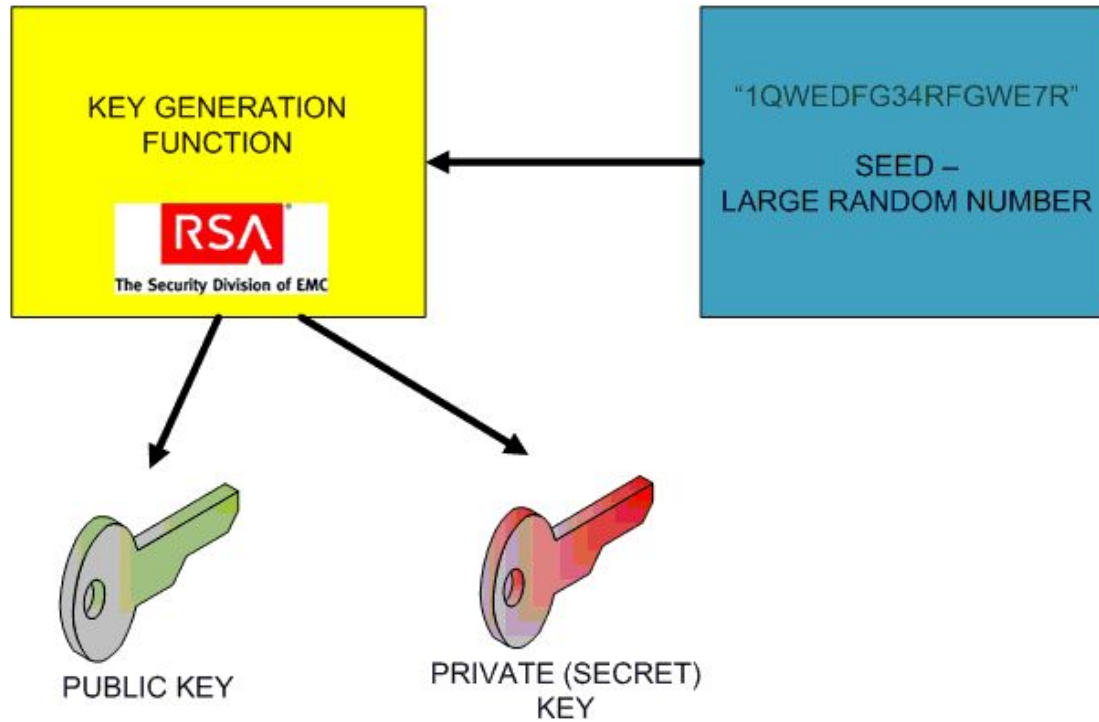 KEY GENERATION
FUNCTION
RSA
The Security Division of EMC
"1QWEDFG34RFGWE7R"
SEED –
LARGE RANDOM NUMBER
PUBLIC KEY
PRIVATE (SECRET)
KEY